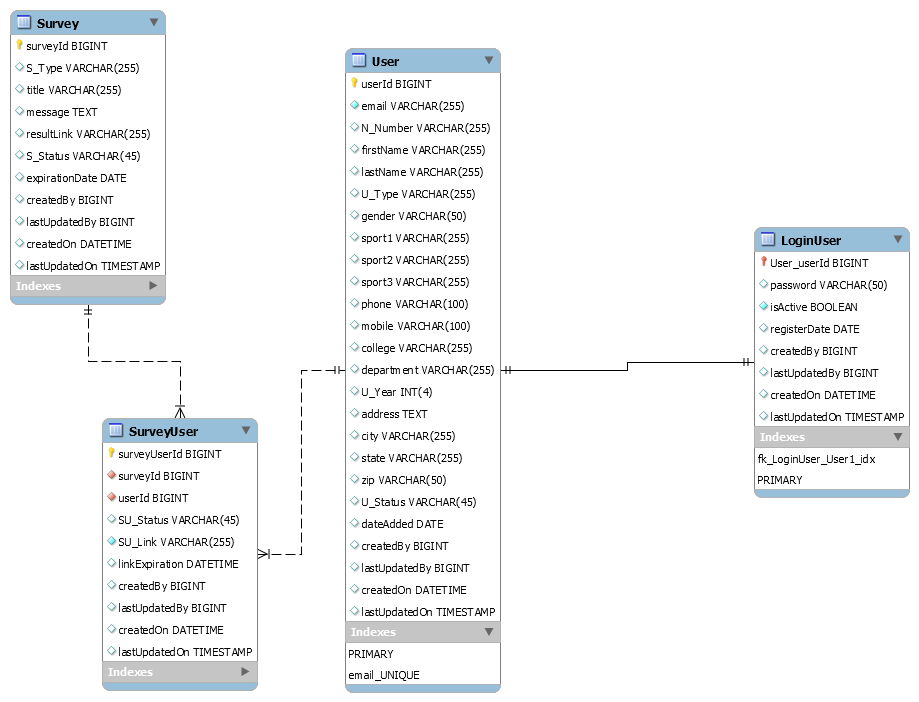 Survey
surveyId BIGINT
S_Type VARCHAR(255)
title VARCHAR(255)
message TEXT
resultLink VARCHAR(255)
S_Status VARCHAR(45)
expirationDate DATE
createdBy BIGINT
lastUpdatedBy BIGINT
createdOn DATETIME
lastUpdatedOn TIMESTAMP
Indexes
SurveyUser
surveyUserId BIGINT
surveyId BIGINT
userId BIGINT
SU_Status VARCHAR(45)
SU_Link VARCHAR(255)
linkExpiration DATETIME
createdBy BIGINT
lastUpdatedBy BIGINT
createdOn DATETIME
lastUpdatedOn TIMESTAMP
Indexes
User
userId BIGINT
email VARCHAR(255)
N_Number VARCHAR(255)
firstName VARCHAR(255)
lastName VARCHAR(255)
U_Type VARCHAR(255)
gender VARCHAR(50)
sport1 VARCHAR(255)
sport2 VARCHAR(255)
sport3 VARCHAR(255)
phone VARCHAR(100)
mobile VARCHAR(100)
college VARCHAR(255)
department VARCHAR(255)
U_Year INT(4)
address TEXT
city VARCHAR(255)
state VARCHAR(255)
zip VARCHAR(50)
U_Status VARCHAR(45)
dateAdded DATE
createdBy BIGINT
lastUpdatedBy BIGINT
createdOn DATETIME
lastUpdatedOn TIMESTAMP
Indexes
PRIMARY
email_UNIQUE
LoginUser
User_userId BIGINT
password VARCHAR(50)
isActive BOOLEAN
registerDate DATE
createdBy BIGINT
lastUpdatedBy BIGINT
createdOn DATETIME
lastUpdatedOn TIMESTAMP
Indexes
fk_LoginUser_User1_idx
PRIMARY